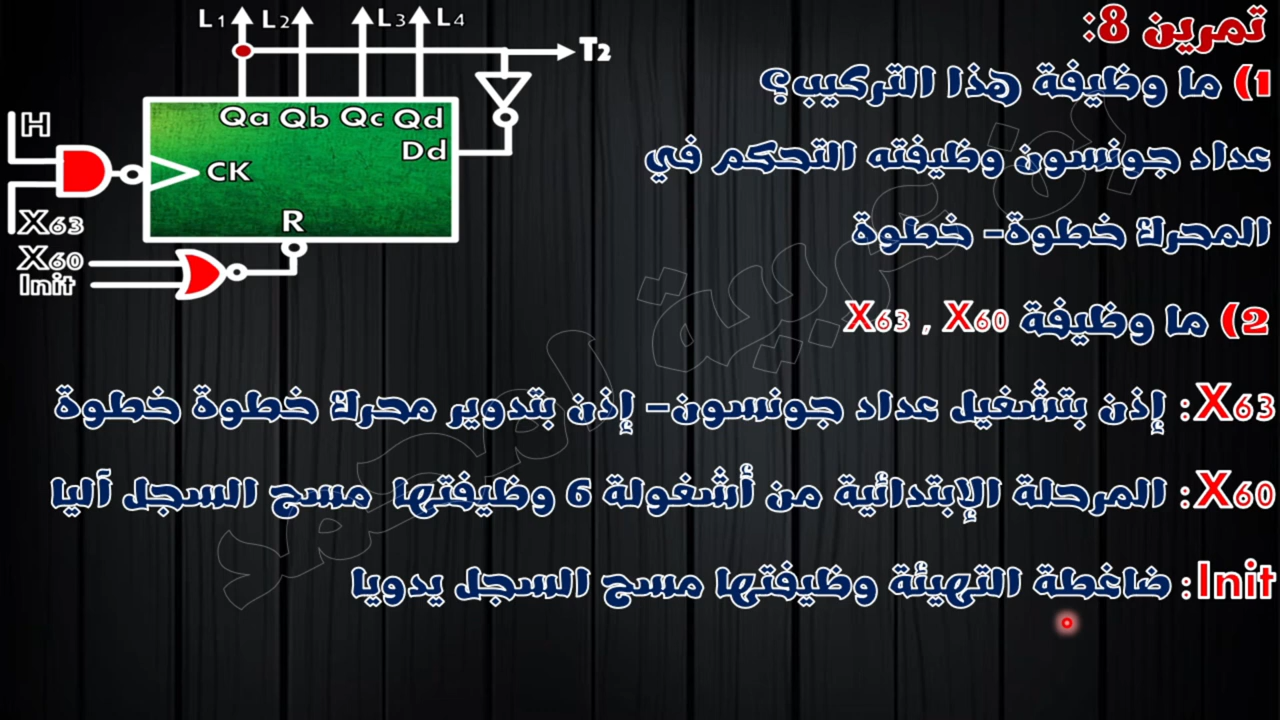 تمرين 8:
1) ما وظيفة هذا التركيب؟
عداد جونسون وظيفته التحكم في
المحرك خطوة- خطوة
2) ما وظيفة X60 , X63
X63: إذن بتشغيل عداد جونسون- إذن بتدوير محرك خطوة خطوة
X60: المرحلة الإبتدائية من أشغولة 6 وظيفتها مسح السجل آليا
Init: ضاغطة التهيئة وظيفتها مسح السجل يدويا
L1 L2 L3 L4
T2
Qa Qb Qc Qd
Dd
H
CK
X63
R
X60
Init